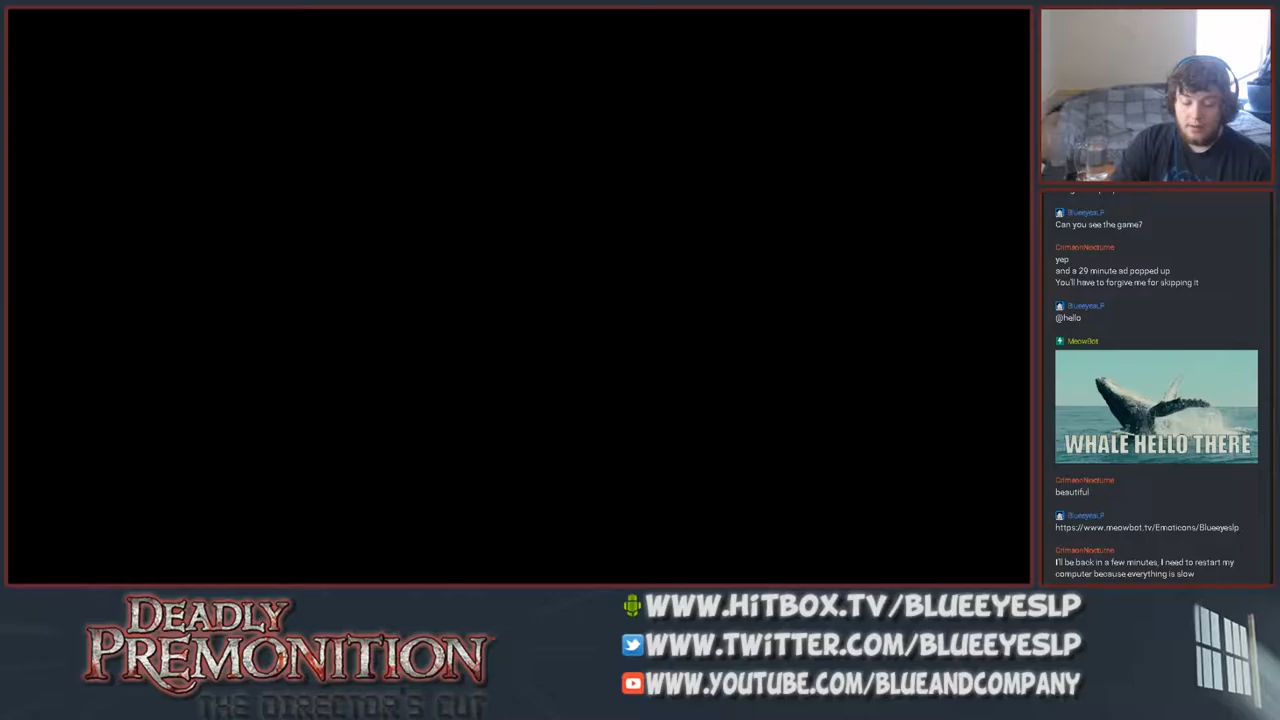 BlueeyesLP
Can you see the game?
CrimsonNocturne
yep
and a 29 minute ad popped up
You'll have to forgive me for skipping it
BlueeyesLP
@hello
MeowBot
WHALE HELLO THERE
CrimsonNocturne
beautiful
BlueeyesLP
https://www.meowbot.tv/Emoticons/Blueeyeslp
CrimsonNocturne
I'll be back in a few minutes, I need to restart my
computer because everything is slow
DEADLY
PREMONITION
THE DIRECTOR'S CUT
WWW.HITBOX.TV/BLUEEYESLP
WWW.TWITTER.COM/BLUEEYESLP
WWW.YOUTUBE.COM/BLUEANDCOMPANY